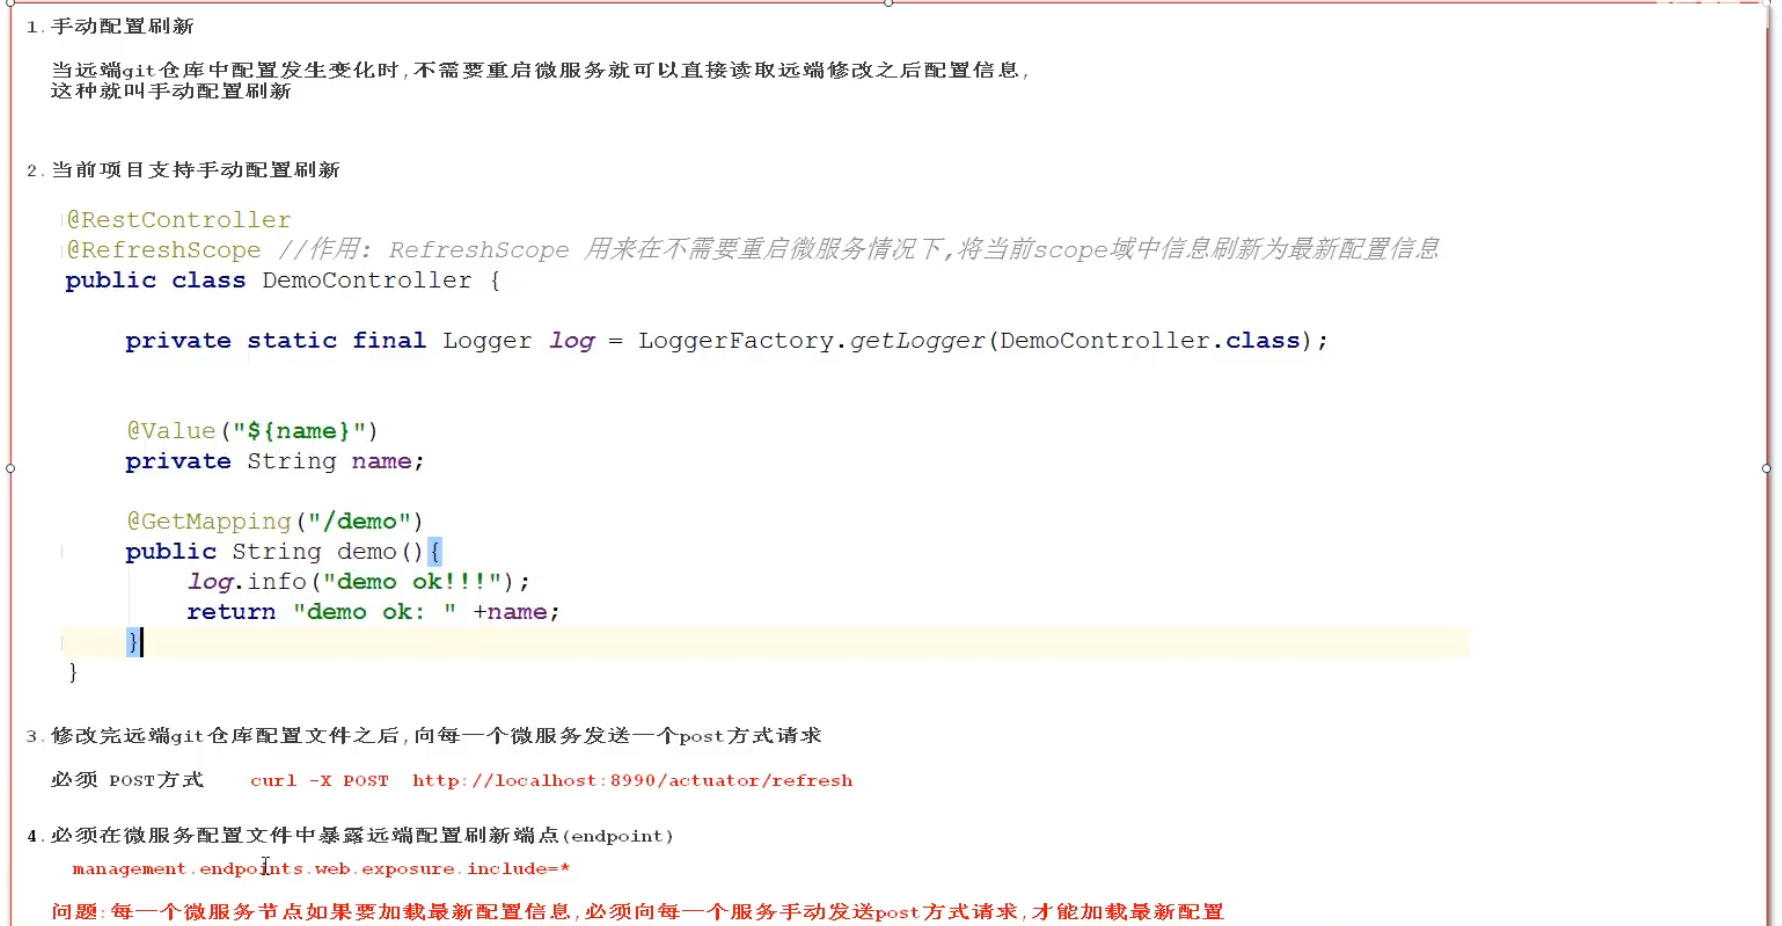 1.手动配置刷新
当远端git仓库中配置发生变化时,不需要重启微服务就可以直接读取远端修改之后配置信息,
这种就叫手动配置刷新
2.当前项目支持手动配置刷新
@RestController
@RefreshScope //作用: RefreshScope 用来在不需要重启微服务情况下,将当前scope域中信息刷新为最新配置信息
public class DemoController {
private static final Logger log = LoggerFactory.getLogger(DemoController.class);
@Value("${name}")
private String name;
@GetMapping("/demo")
public String demo(){
log.info("demo ok!!!");
return "demo ok: " +name;
}
}
3.修改完远端git仓库配置文件之后,向每一个微服务发送一个post方式请求
必须 POST方式 curl -X POST http://localhost:8990/actuator/refresh
4.必须在微服务配置文件中暴露远端配置刷新端点(endpoint)
management.endpoints.web.exposure.include=*
问题:每一个微服务节点如果要加载最新配置信息,必须向每一个服务手动发送post方式请求,才能加载最新配置